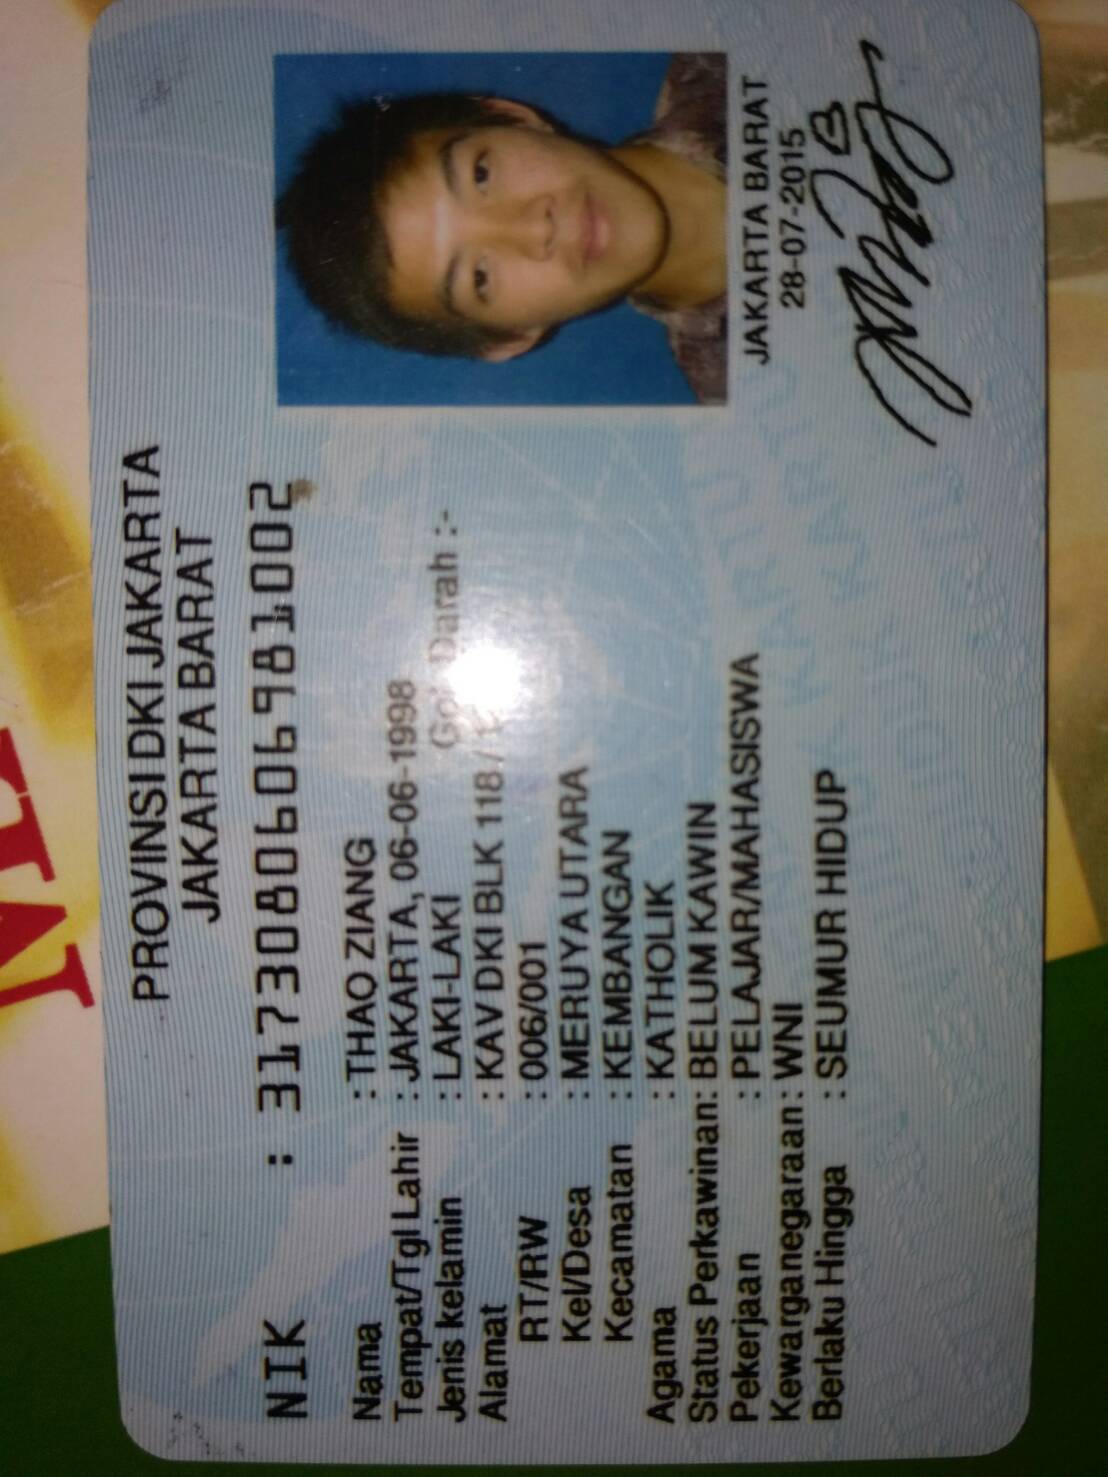 PROVINSI DKI JAKARTA
JAKARTA BARAT
NIK : 3173080606981002
Nama : THAO ZIANG
Tempat/Tgl Lahir : JAKARTA, 06-06-1998
Jenis kelamin : LAKI-LAKI Gol. Darah :-
Alamat : KAV DKI BLK 118 /
RT/RW : 006/001
Kel/Desa : MERUYA UTARA
Kecamatan : KEMBANGAN
Agama : KATHOLIK
Status Perkawinan: BELUM KAWIN
Pekerjaan : PELAJAR/MAHASISWA
Kewarganegaraan: WNI
Berlaku Hingga : SEUMUR HIDUP
JAKARTA BARAT
28-07-2015